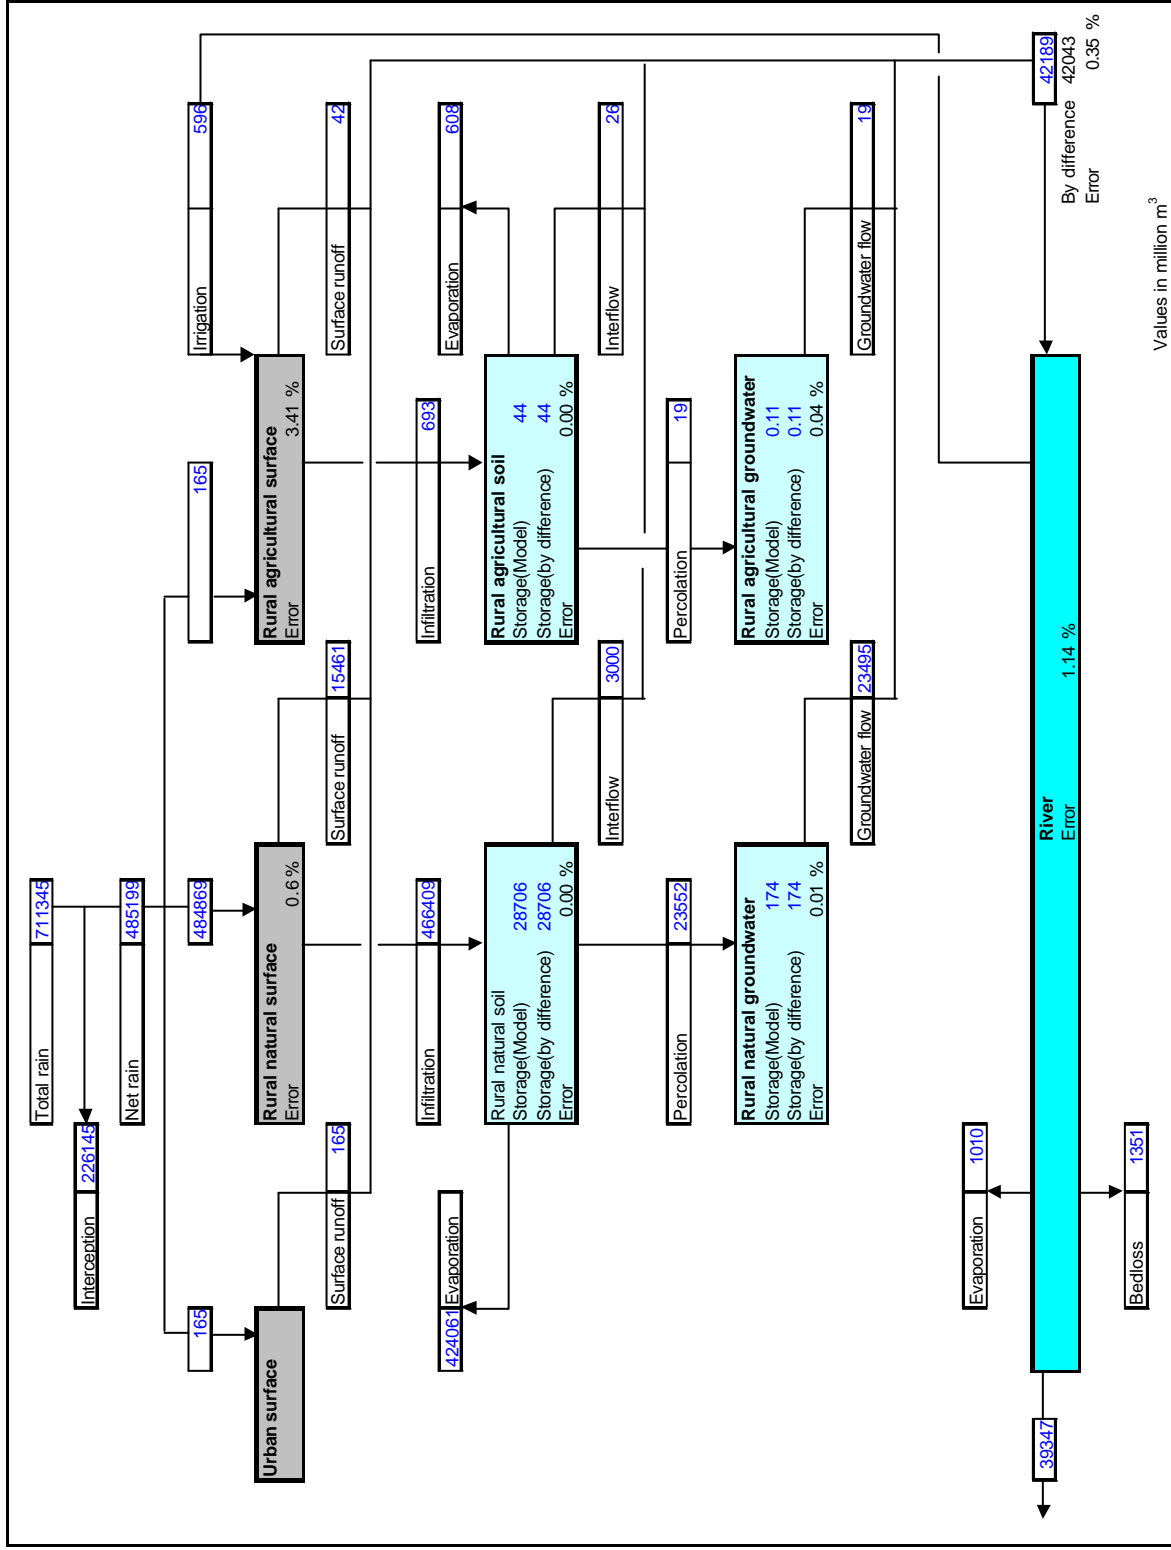 Total rain 711345
Interception 226145
Net rain 485199
165
484869
165
Irrigation 596
Urban surface
Rural natural surface
Error 0.6 %
Rural agricultural surface
Error 3.41 %
Surface runoff 165
Surface runoff 15461
Surface runoff 42
424061 Evaporation
Infiltration 466409
Infiltration 693
Evaporation 608
Rural natural soil
Storage(Model) 28706
Storage(by difference) 28706
Error 0.00 %
Rural agricultural soil
Storage(Model) 44
Storage(by difference) 44
Error 0.00 %
Interflow 3000
Interflow 26
Percolation 23552
Percolation 19
Rural natural groundwater
Storage(Model) 174
Storage(by difference) 174
Error 0.01 %
Rural agricultural groundwater
Storage(Model) 0.11
Storage(by difference) 0.11
Error 0.04 %
Groundwater flow 23495
Groundwater flow 19
Evaporation 1010
39347
River
Error 1.14 %
42189
By difference 42043
Error 0.35 %
Bedloss 1351
Values in million m³